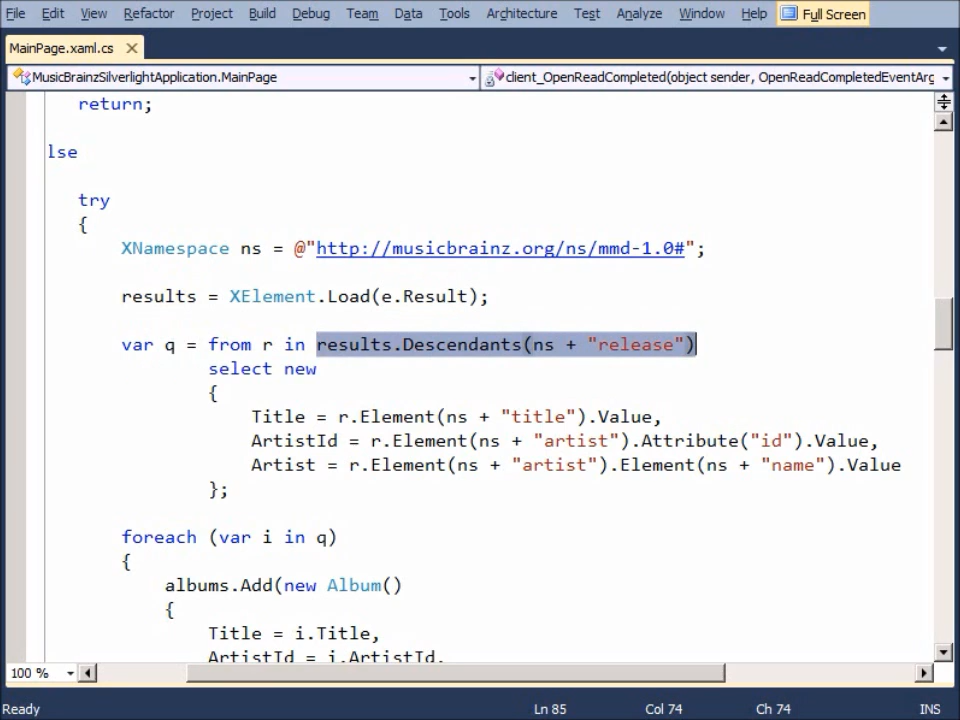 File Edit View Refactor Project Build Debug Team Data Tools Architecture Test Analyze Window Help Full Screen
MainPage.xaml.cs
MusicBrainzSilverlightApplication.MainPage client_OpenReadCompleted(object sender, OpenReadCompletedEventArg
return;
lse
try
{
XNamespace ns = @"http://musicbrainz.org/ns/mmd-1.0#";
results = XElement.Load(e.Result);
var q = from r in results.Descendants(ns + "release")
select new
{
Title = r.Element(ns + "title").Value,
ArtistId = r.Element(ns + "artist").Attribute("id").Value,
Artist = r.Element(ns + "artist").Element(ns + "name").Value
};
foreach (var i in q)
{
albums.Add(new Album()
{
Title = i.Title,
ArtistId = i.ArtistId,
100 %
Ready Ln 85 Col 74 Ch 74 INS